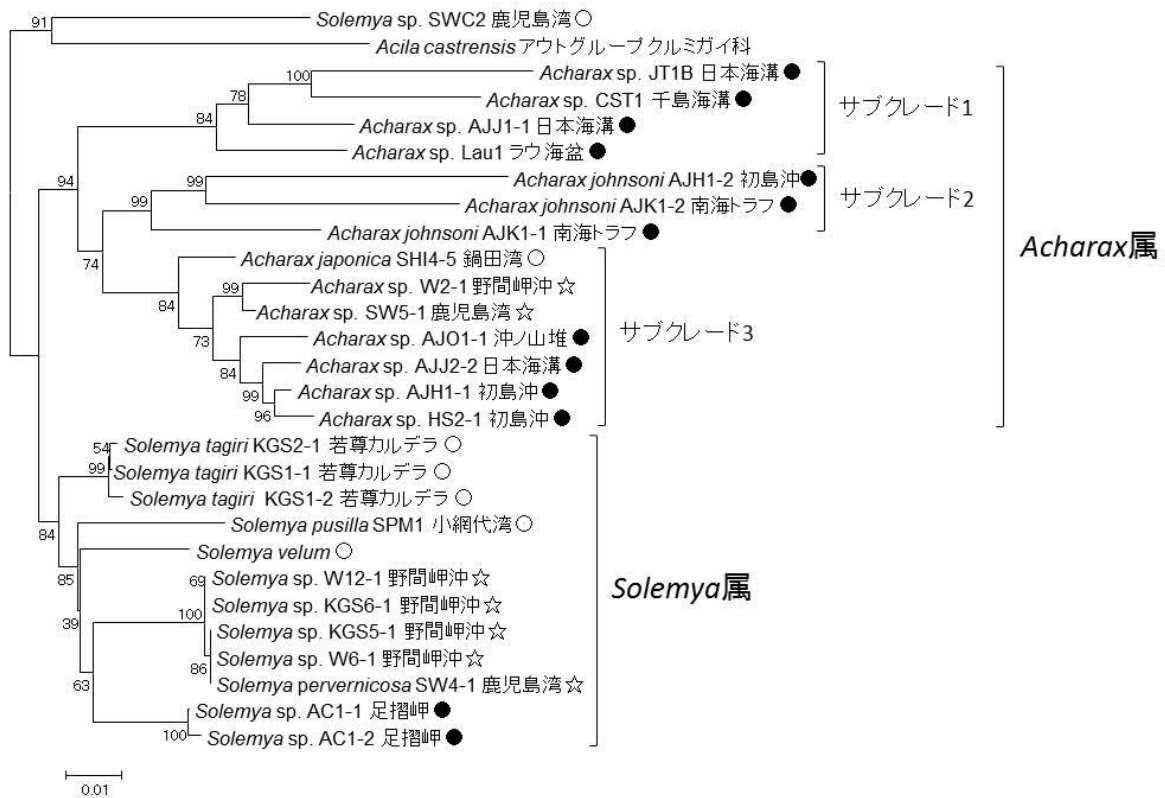 91
Solemya sp. SWC2 鹿児島湾○
Acila castrensisアウトグループクルミガイ科
100
Acharax sp. JT1B 日本海溝●
78
Acharax sp. CST1 千島海溝●
サブクレード1
84
Acharax sp. AJJ1-1 日本海溝●
Acharax sp. Lau1 ラウ海盆●
94
99
Acharax johnsoni AJH1-2 初島沖●
99
Acharax johnsoni AJK1-2 南海トラフ●
サブクレード2
Acharax johnsoni AJK1-1 南海トラフ●
Acharax属
74
Acharax japonica SHI4-5 鍋田湾○
84
99
Acharax sp. W2-1 野間岬沖☆
Acharax sp. SW5-1 鹿児島湾☆
73
Acharax sp. AJO1-1 沖ノ山堆●
サブクレード3
84
Acharax sp. AJJ2-2 日本海溝●
99
Acharax sp. AJH1-1 初島沖●
96
Acharax sp. HS2-1 初島沖●
54
Solemya tagiri KGS2-1 若尊カルデラ○
99
Solemya tagiri KGS1-1 若尊カルデラ○
Solemya tagiri KGS1-2 若尊カルデラ○
84
Solemya pusilla SPM1 小網代湾○
Solemya velum ○
85
69
Solemya sp. W12-1 野間岬沖☆
Solemya属
100
Solemya sp. KGS6-1 野間岬沖☆
39
Solemya sp. KGS5-1 野間岬沖☆
86
Solemya sp. W6-1 野間岬沖☆
63
Solemya pervernicosa SW4-1 鹿児島湾☆
Solemya sp. AC1-1 足摺岬●
100
Solemya sp. AC1-2 足摺岬●
0.01